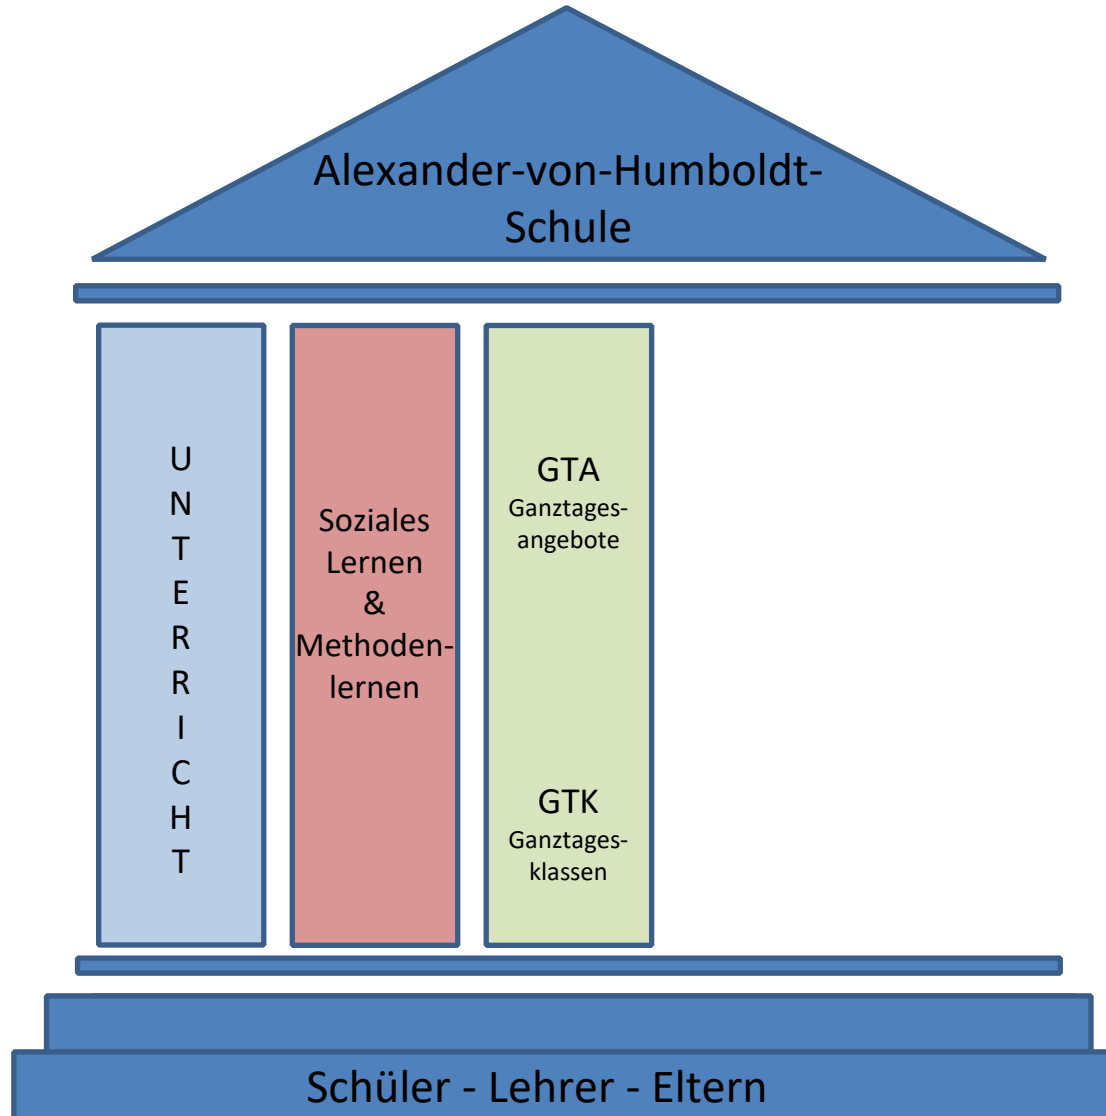 Alexander-von-Humboldt-
Schule
U
N
T
E
R
R
I
C
H
T
Soziales
Lernen
&
Methoden-
lernen
GTA
Ganztages-
angebote
GTK
Ganztages-
klassen
Schüler - Lehrer - Eltern